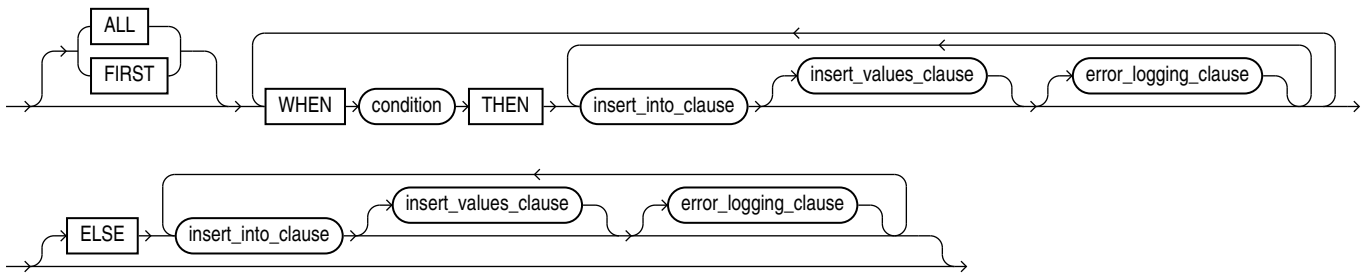 ALL
FIRST
insert_values_clause error_logging_clause
WHEN condition THEN insert_into_clause
insert_values_clause error_logging_clause
ELSE insert_into_clause